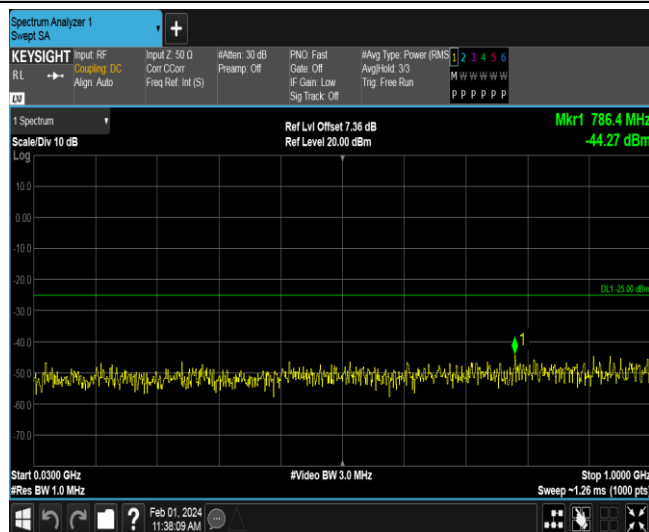 Spectrum Analyzer 1
Swept SA
+
KEYSIGHT
RL
LXI
Input: RF
Coupling: DC
Align: Auto
Input Z: 50 Ω
Corr CCorr
Freq Ref: Int (S)
#Atten: 30 dB
Preamp: Off
PNO: Fast
Gate: Off
IF Gain: Low
Sig Track: Off
#Avg Type: Power (RMS
Avg|Hold: 3/3
Trig: Free Run
1 2 3 4 5 6
M W W W W W
P P P P P P
1 Spectrum
Scale/Div 10 dB
Log
Ref Lvl Offset 7.36 dB
Ref Level 20.00 dBm
Mkr1 786.4 MHz
-44.27 dBm
10.0
0.00
-10.0
-20.0
DL1 -25.00 dBm
-30.0
-40.0
1
-50.0
-60.0
-70.0
Start 0.0300 GHz
#Video BW 3.0 MHz
Stop 1.0000 GHz
#Res BW 1.0 MHz
Sweep ~1.26 ms (1000 pts)
?
Feb 01, 2024
11:38:09 AM